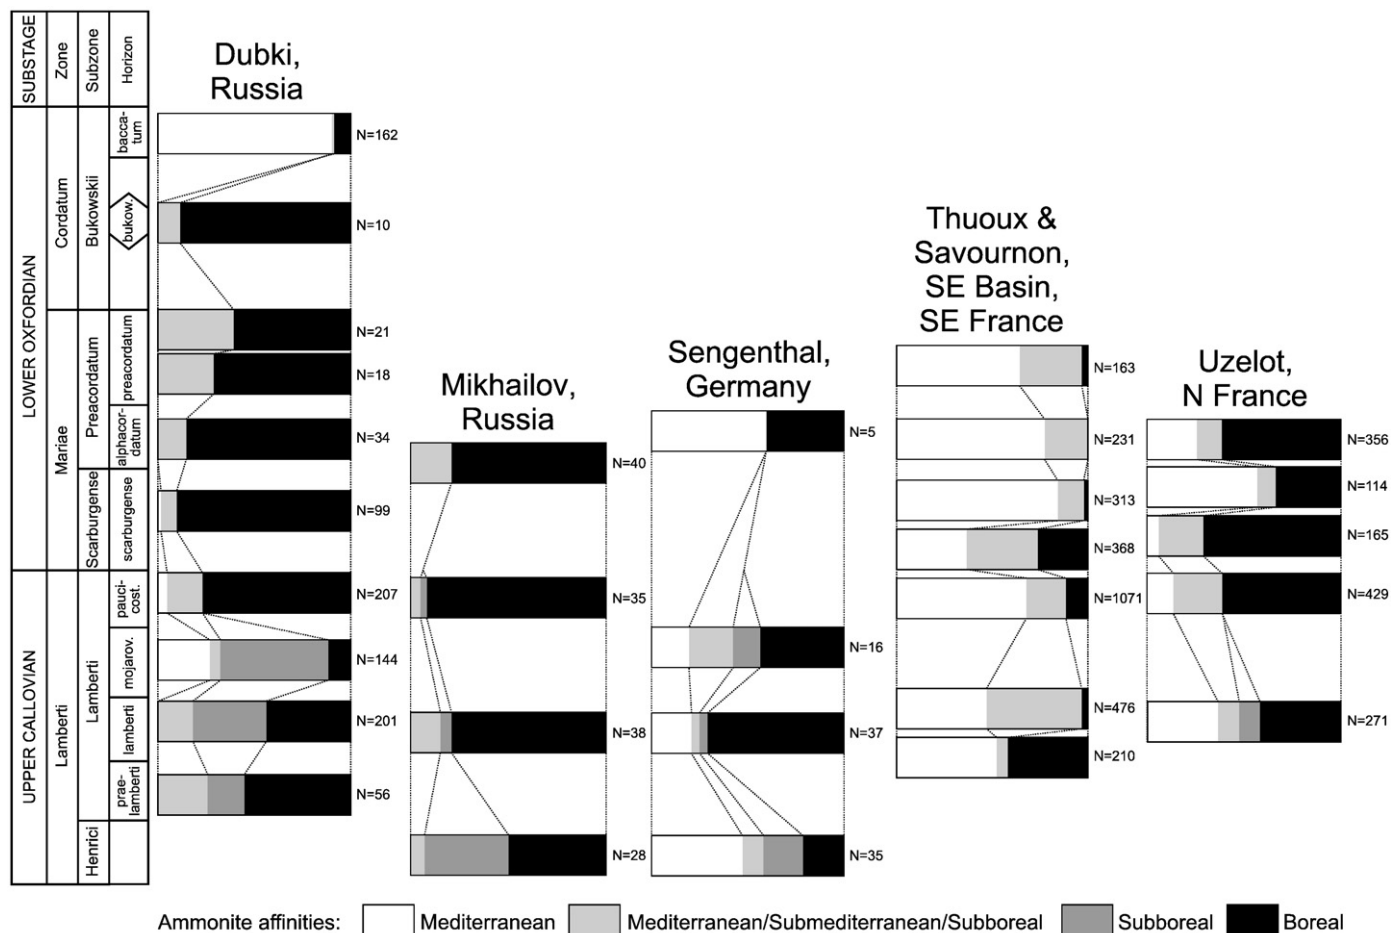 SUBSTAGE
Zone
Subzone
Horizon
LOWER OXFORDIAN
UPPER CALLOVIAN
Cordatum
Mariae
Lamberti
Bukowskii
Preacordatum
Scarburgense
Lamberti
Henrici
bacca-
tum
bukow.
preacordatum
alphacor-
datum
scarburgense
pauci-
cost.
mojarov.
lamberti
prae-
lamberti
Dubki,
Russia
N=162
N=10
N=21
N=18
N=34
N=99
N=207
N=144
N=201
N=56
Mikhailov,
Russia
N=40
N=35
N=38
N=28
Sengenthal,
Germany
N=5
N=16
N=37
N=35
Thuoux &
Savournon,
SE Basin,
SE France
N=163
N=231
N=313
N=368
N=1071
N=476
N=210
Uzelot,
N France
N=356
N=114
N=165
N=429
N=271
Ammonite affinities: Mediterranean Mediterranean/Submediterranean/Subboreal Subboreal Boreal